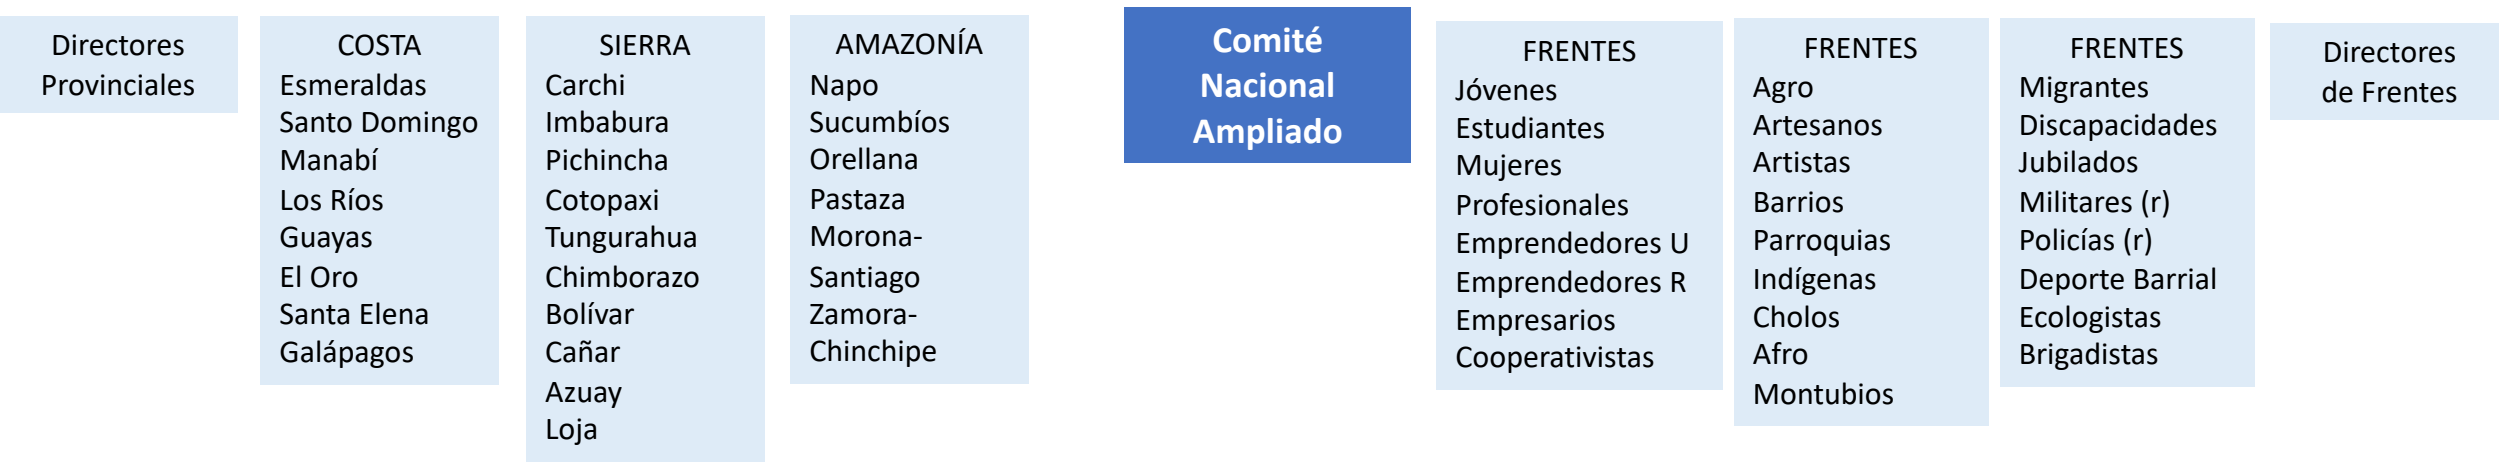 Directores
Provinciales
COSTA
Esmeraldas
Santo Domingo
Manabí
Los Ríos
Guayas
El Oro
Santa Elena
Galápagos
SIERRA
Carchi
Imbabura
Pichincha
Cotopaxi
Tungurahua
Chimborazo
Bolívar
Cañar
Azuay
Loja
AMAZONÍA
Napo
Sucumbíos
Orellana
Pastaza
Morona-
Santiago
Zamora-
Chinchipe
Comité
Nacional
Ampliado
FRENTES
Jóvenes
Estudiantes
Mujeres
Profesionales
Emprendedores U
Emprendedores R
Empresarios
Cooperativistas
FRENTES
Agro
Artesanos
Artistas
Barrios
Parroquias
Indígenas
Cholos
Afro
Montubios
FRENTES
Migrantes
Discapacidades
Jubilados
Militares (r)
Policías (r)
Deporte Barrial
Ecologistas
Brigadistas
Directores
de Frentes